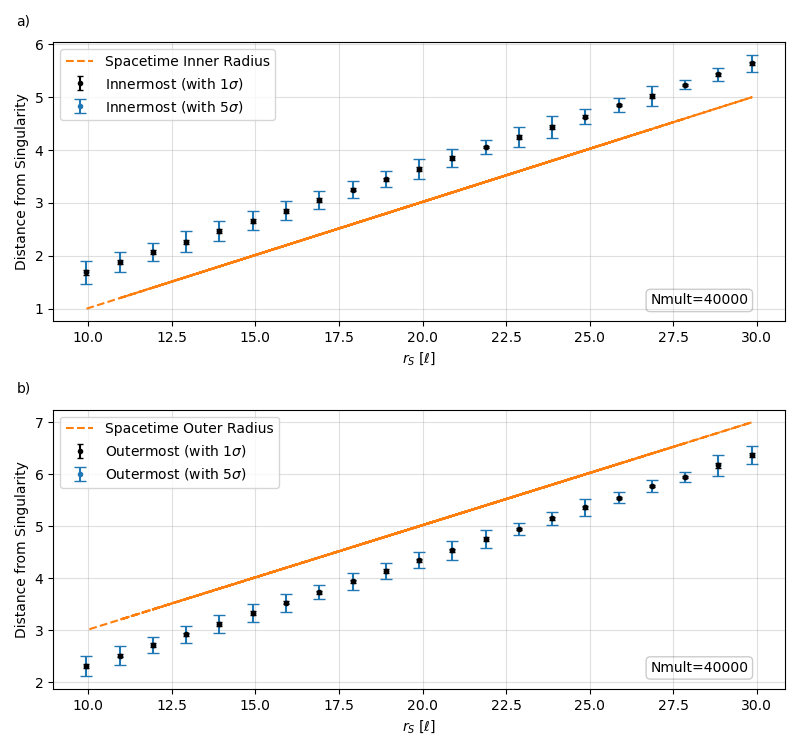 a)
6
5
4
3
2
1
Distance from Singularity
Spacetime Inner Radius
Innermost (with 1σ)
Innermost (with 5σ)
Nmult=40000
10.0 12.5 15.0 17.5 20.0 22.5 25.0 27.5 30.0
r_S [ℓ]
b)
7
6
5
4
3
2
Distance from Singularity
Spacetime Outer Radius
Outermost (with 1σ)
Outermost (with 5σ)
Nmult=40000
10.0 12.5 15.0 17.5 20.0 22.5 25.0 27.5 30.0
r_S [ℓ]